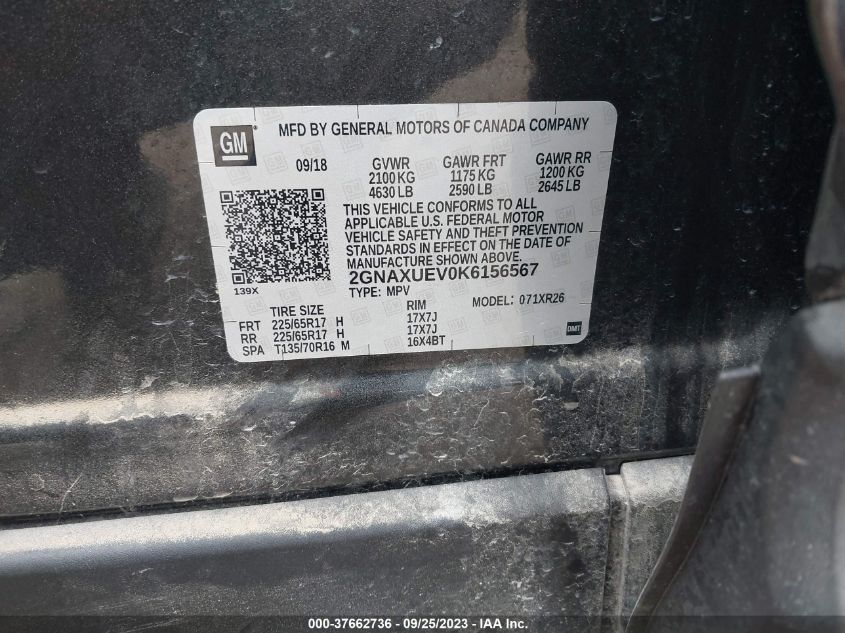 GM
MFD BY GENERAL MOTORS OF CANADA COMPANY
09/18 GVWR GAWR FRT GAWR RR
2100 KG 1175 KG 1200 KG
4630 LB 2590 LB 2645 LB
THIS VEHICLE CONFORMS TO ALL
APPLICABLE U.S. FEDERAL MOTOR
VEHICLE SAFETY AND THEFT PREVENTION
STANDARDS IN EFFECT ON THE DATE OF
MANUFACTURE SHOWN ABOVE.
139X
2GNAXUEV0K6156567
TYPE: MPV MODEL: 071XR26
TIRE SIZE RIM
FRT 225/65R17 H 17X7J
RR 225/65R17 H 17X7J
SPA T135/70R16 M 16X4BT
DMT
000-37662736 - 09/25/2023 - IAA Inc.